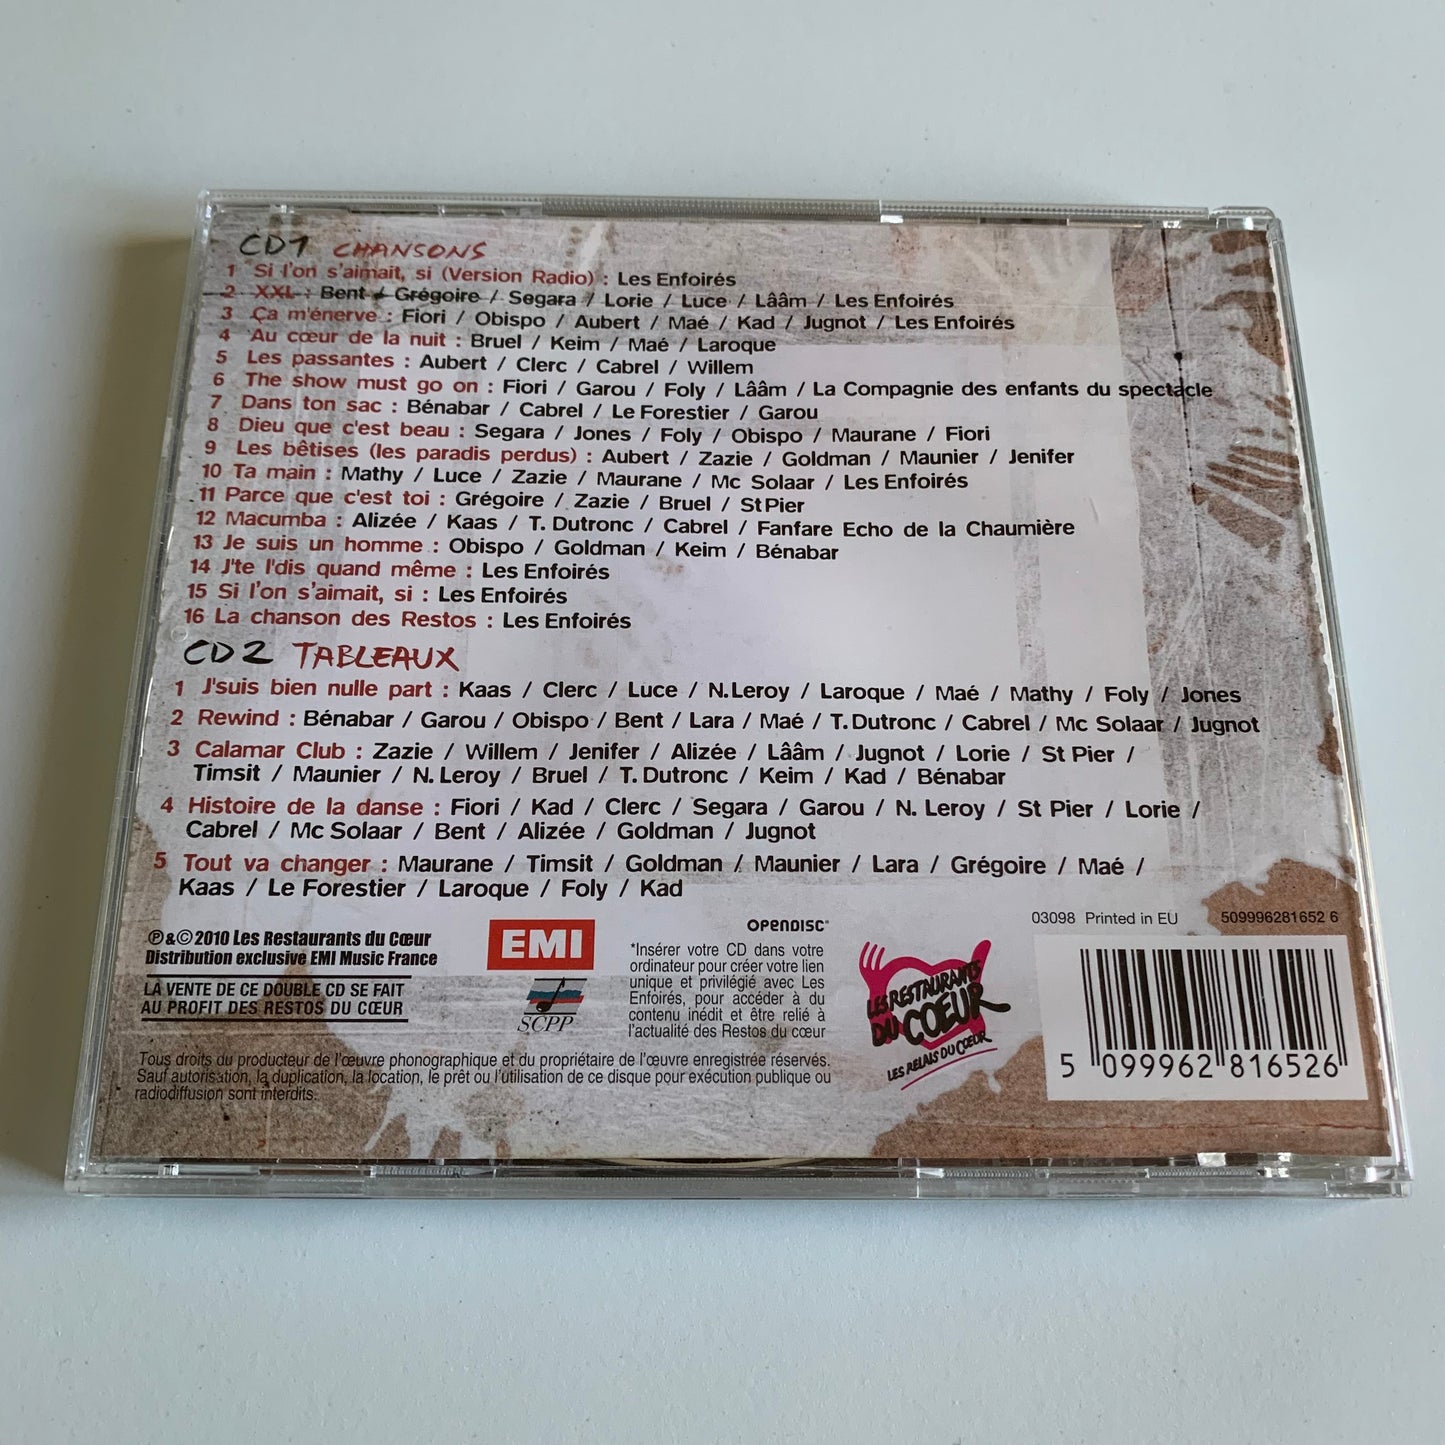 CD1 CHANSONS
1 Si l'on s'aimait, si (Version Radio) : Les Enfoirés
2 XXL : Bent / Grégoire / Segara / Lorie / Luce / Lââm / Les Enfoirés
3 Ça m'énerve : Fiori / Obispo / Aubert / Maé / Kad / Jugnot / Les Enfoirés
4 Au cœur de la nuit : Bruel / Keim / Maé / Laroque
5 Les passantes : Aubert / Clerc / Cabrel / Willem
6 The show must go on : Fiori / Garou / Foly / Lââm / La Compagnie des enfants du spectacle
7 Dans ton sac : Bénabar / Cabrel / Le Forestier / Garou
8 Dieu que c'est beau : Segara / Jones / Foly / Obispo / Maurane / Fiori
9 Les bêtises (les paradis perdus) : Aubert / Zazie / Goldman / Maunier / Jenifer
10 Ta main : Mathy / Luce / Zazie / Maurane / Mc Solaar / Les Enfoirés
11 Parce que c'est toi : Grégoire / Zazie / Bruel / St Pier
12 Macumba : Alizée / Kaas / T. Dutronc / Cabrel / Fanfare Echo de la Chaumière
13 Je suis un homme : Obispo / Goldman / Keim / Bénabar
14 J'te l'dis quand même : Les Enfoirés
15 Si l'on s'aimait, si : Les Enfoirés
16 La chanson des Restos : Les Enfoirés
CD2 TABLEAUX
1 J'suis bien nulle part : Kaas / Clerc / Luce / N.Leroy / Laroque / Maé / Mathy / Foly / Jones
2 Rewind : Bénabar / Garou / Obispo / Bent / Lara / Maé / T.Dutronc / Cabrel / Mc Solaar / Jugnot
3 Calamar Club : Zazie / Willem / Jenifer / Alizée / Lââm / Jugnot / Lorie / St Pier /
Timsit / Maunier / N. Leroy / Bruel / T. Dutronc / Keim / Kad / Bénabar
4 Histoire de la danse : Fiori / Kad / Clerc / Segara / Garou / N. Leroy / St Pier / Lorie /
Cabrel / Mc Solaar / Bent / Alizée / Goldman / Jugnot
5 Tout va changer : Maurane / Timsit / Goldman / Maunier / Lara / Grégoire / Maé /
Kaas / Le Forestier / Laroque / Foly / Kad
℗ & © 2010 Les Restaurants du Cœur
Distribution exclusive EMI Music France
LA VENTE DE CE DOUBLE CD SE FAIT
AU PROFIT DES RESTOS DU CŒUR
EMI
SCPP
OPENDISC*
*Insérer votre CD dans votre
ordinateur pour créer votre lien
unique et privilégié avec Les
Enfoirés, pour accéder à du
contenu inédit et être relié à
l'actualité des Restos du cœur
LES RESTAURANTS
DU CŒUR
LES RELAIS DU CŒUR
03098 Printed in EU 509996281652 6
5 099962 816526
Tous droits du producteur de l'œuvre phonographique et du propriétaire de l'œuvre enregistrée réservés.
Sauf autorisation, la duplication, la location, le prêt ou l'utilisation de ce disque pour exécution publique ou
radiodiffusion sont interdits.